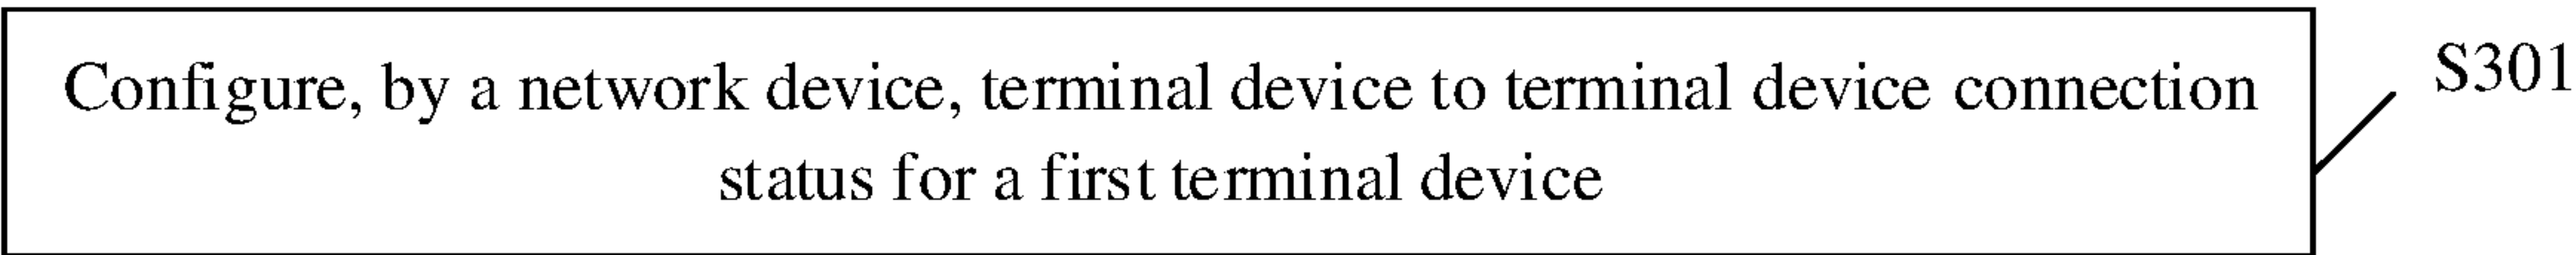 Configure, by a network device, terminal device to terminal device connection
status for a first terminal device
S301